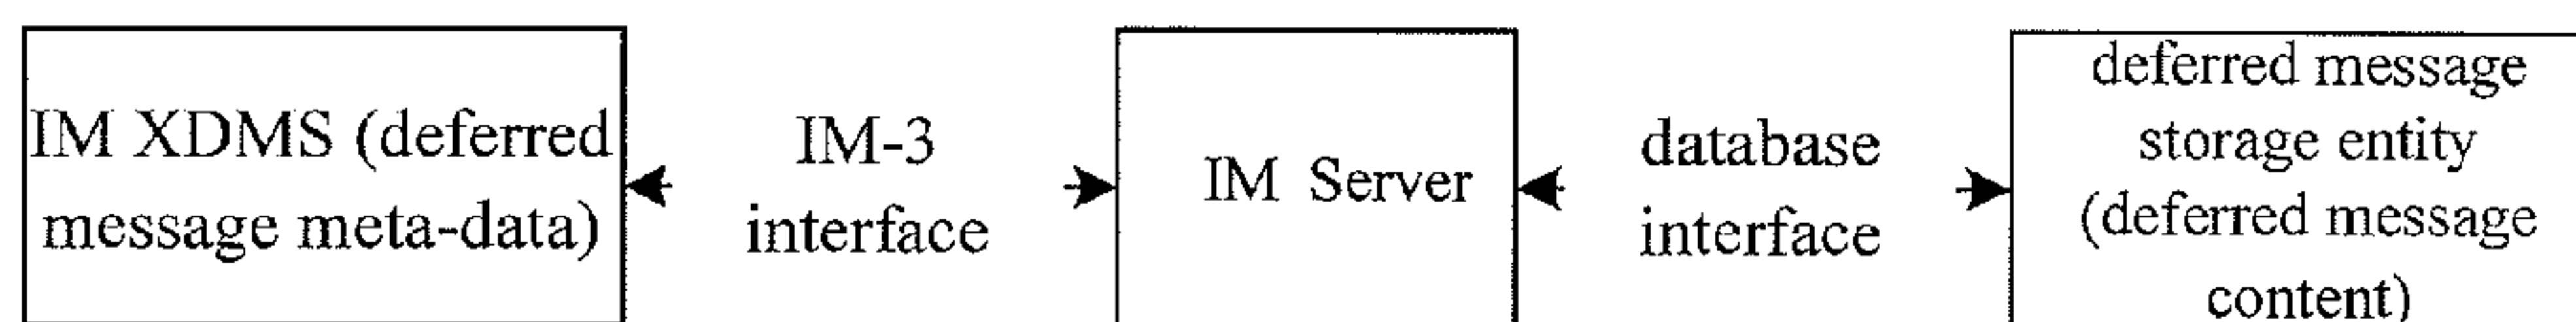 IM XDMS (deferred
message meta-data)
IM-3
interface
IM Server
database
interface
deferred message
storage entity
(deferred message
content)